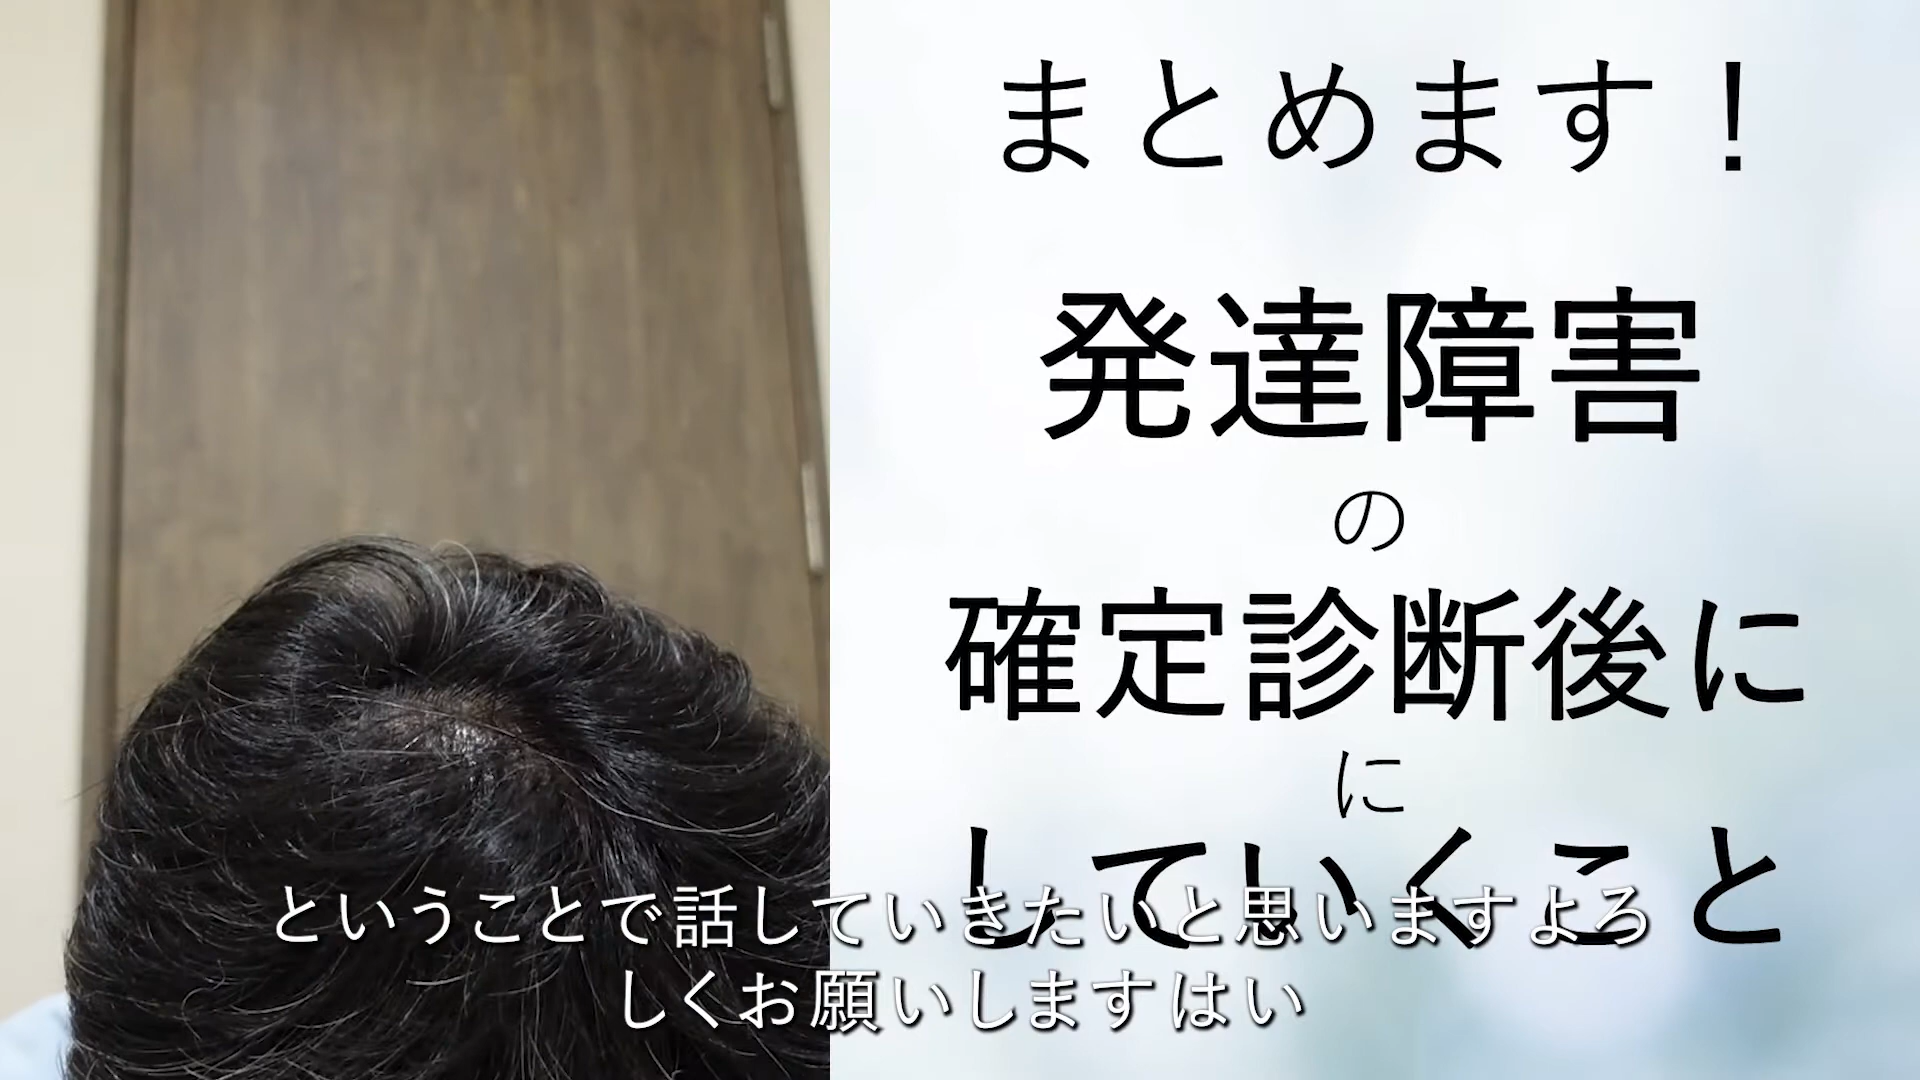 まとめます！
発達障害
の
確定診断後に
に
していくこと
ということで話していきたいと思いますよろ
しくお願いしますはい